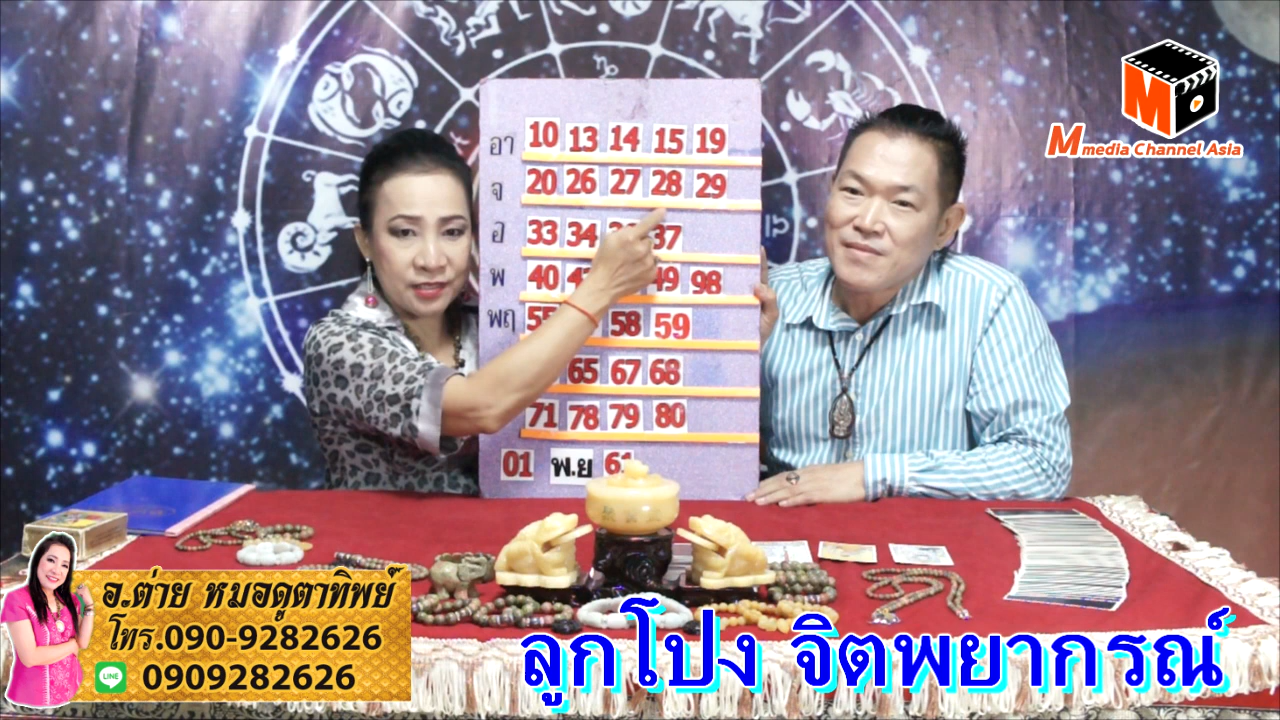 M media Channel Asia
อา 10 13 14 15 19
จ 20 26 27 28 29
อ 33 34 37
พ 40 49 98
พฤ 55 58 59
65 67 68
71 78 79 80
01 พ.ย 61
อ.ต่าย หมอดูตาทิพย์
โทร.090-9282626
LINE 0909282626
ลูกโป่ง จิตพยากรณ์